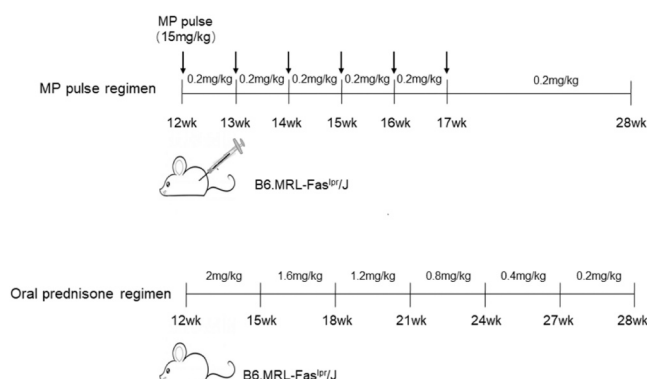 MP pulse
(15mg/kg)
0.2mg/kg 0.2mg/kg 0.2mg/kg 0.2mg/kg 0.2mg/kg 0.2mg/kg
MP pulse regimen
12wk 13wk 14wk 15wk 16wk 17wk 28wk
B6.MRL-Fas^lpr/J
2mg/kg 1.6mg/kg 1.2mg/kg 0.8mg/kg 0.4mg/kg 0.2mg/kg
Oral prednisone regimen
12wk 15wk 18wk 21wk 24wk 27wk 28wk
B6.MRL-Fas^lpr/J